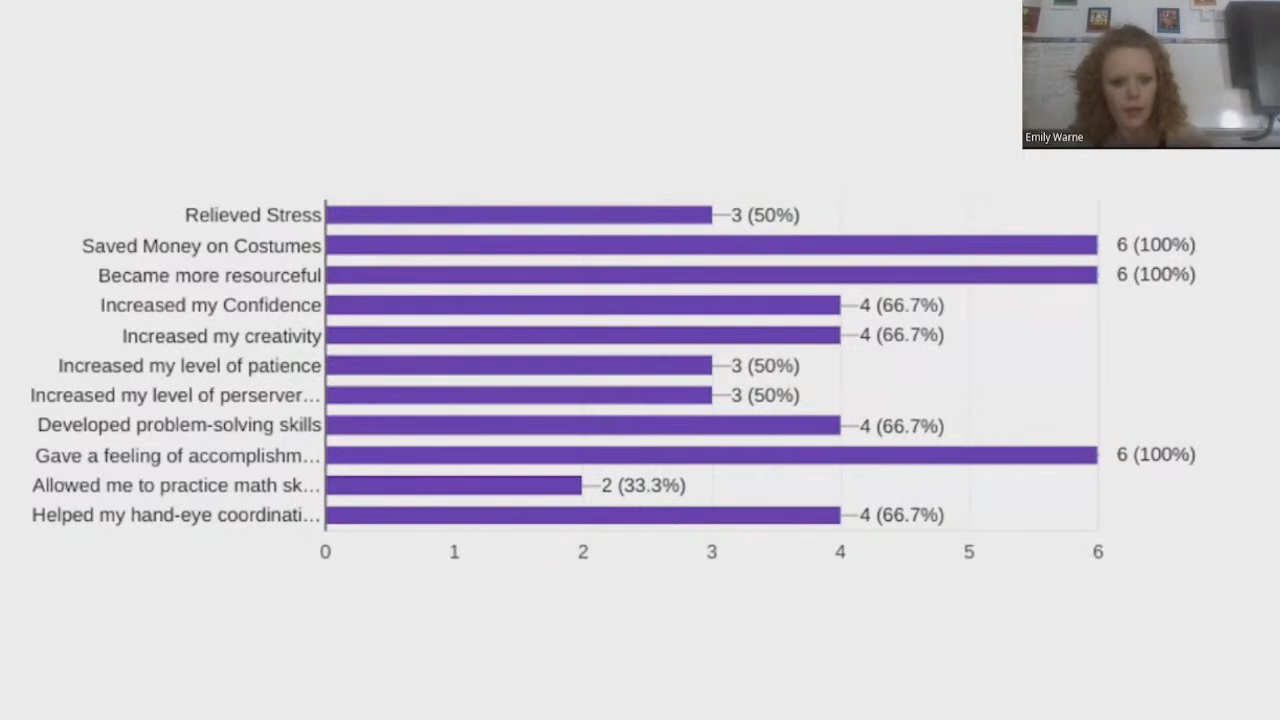 Emily Warne
Relieved Stress 3 (50%)
Saved Money on Costumes 6 (100%)
Became more resourceful 6 (100%)
Increased my Confidence 4 (66.7%)
Increased my creativity 4 (66.7%)
Increased my level of patience 3 (50%)
Increased my level of perserver... 3 (50%)
Developed problem-solving skills 4 (66.7%)
Gave a feeling of accomplishm... 6 (100%)
Allowed me to practice math sk... 2 (33.3%)
Helped my hand-eye coordinati... 4 (66.7%)
0 1 2 3 4 5 6